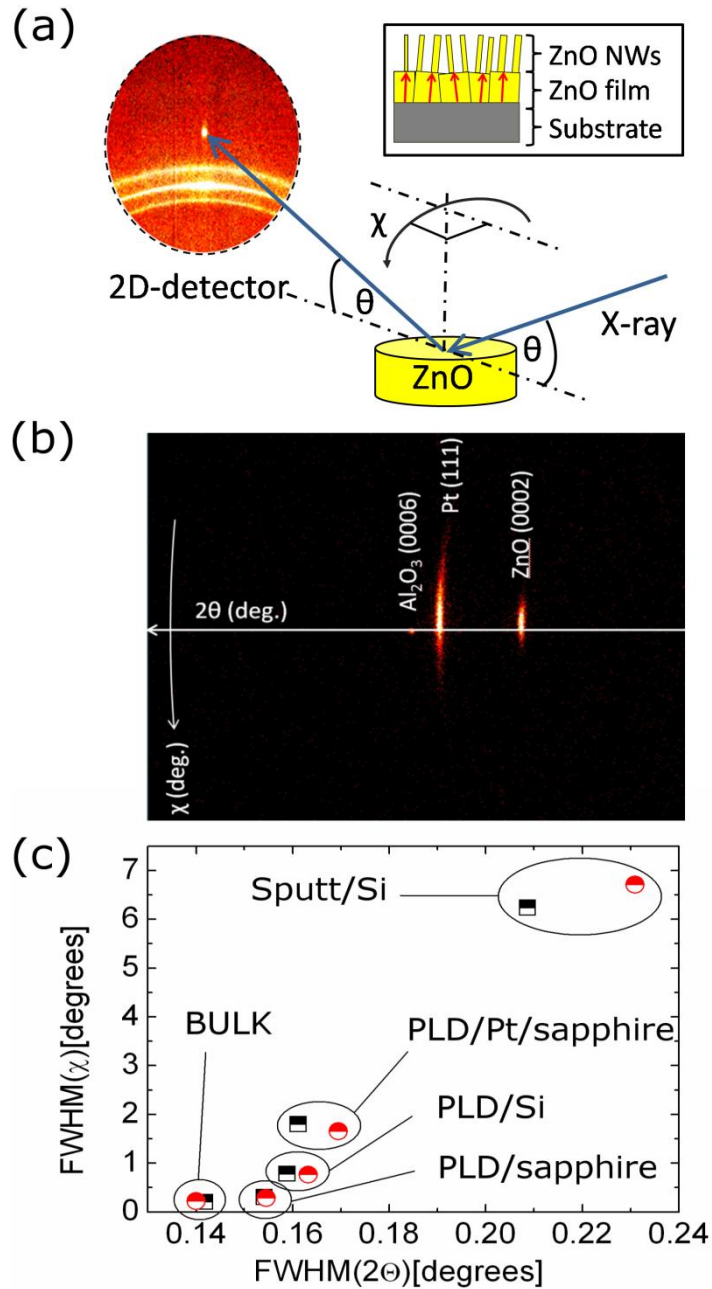 (a)
ZnO NWs
ZnO film
Substrate
χ
2D-detector
θ
θ
X-ray
ZnO
(b)
Al₂O₃ (0006)
Pt (111)
ZnO (0002)
2θ (deg.)
χ (deg.)
(c)
7
6
5
4
3
2
1
0
FWHM(χ)[degrees]
Sputt/Si
BULK
PLD/Pt/sapphire
PLD/Si
PLD/sapphire
0.14 0.16 0.18 0.20 0.22 0.24
FWHM(2Θ)[degrees]